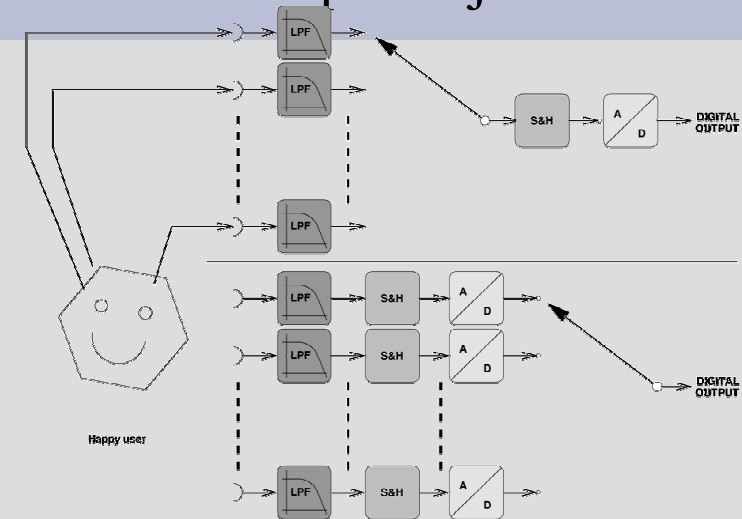 LPF
LPF
S&H
A
D
DIGITAL
OUTPUT
LPF
LPF
S&H
A
D
LPF
S&H
A
D
DIGITAL
OUTPUT
Happy user
LPF
S&H
A
D